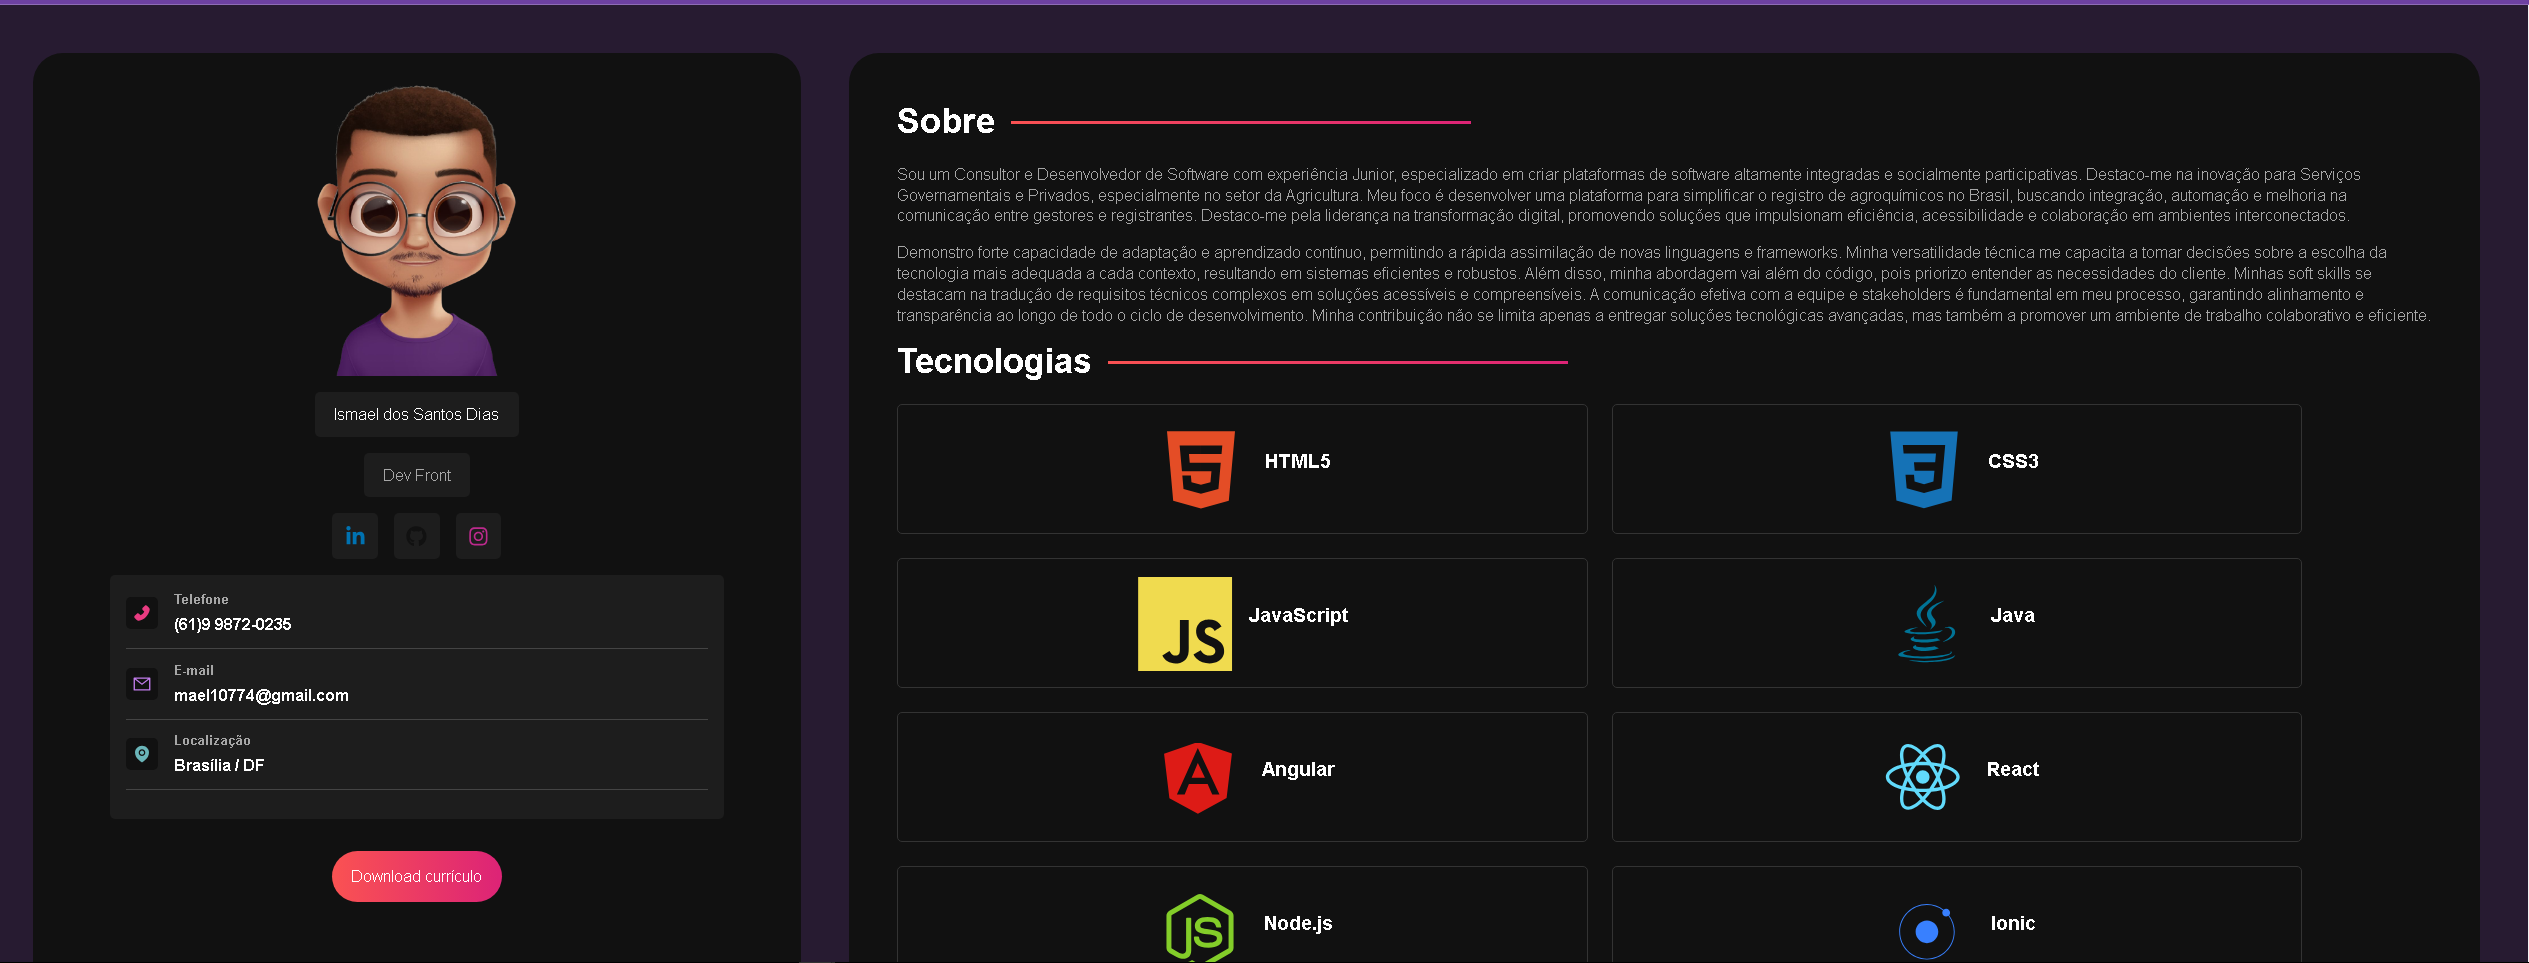 Ismael dos Santos Dias
Dev Front
in
Telefone
(61)9 9872-0235
E-mail
mael10774@gmail.com
Localização
Brasília / DF
Download currículo
Sobre
Sou um Consultor e Desenvolvedor de Software com experiência Junior, especializado em criar plataformas de software altamente integradas e socialmente participativas. Destaco-me na inovação para Serviços
Governamentais e Privados, especialmente no setor da Agricultura. Meu foco é desenvolver uma plataforma para simplificar o registro de agroquímicos no Brasil, buscando integração, automação e melhoria na
comunicação entre gestores e registrantes. Destaco-me pela liderança na transformação digital, promovendo soluções que impulsionam eficiência, acessibilidade e colaboração em ambientes interconectados.
Demonstro forte capacidade de adaptação e aprendizado contínuo, permitindo a rápida assimilação de novas linguagens e frameworks. Minha versatilidade técnica me capacita a tomar decisões sobre a escolha da
tecnologia mais adequada a cada contexto, resultando em sistemas eficientes e robustos. Além disso, minha abordagem vai além do código, pois priorizo entender as necessidades do cliente. Minhas soft skills se
destacam na tradução de requisitos técnicos complexos em soluções acessíveis e compreensíveis. A comunicação efetiva com a equipe e stakeholders é fundamental em meu processo, garantindo alinhamento e
transparência ao longo de todo o ciclo de desenvolvimento. Minha contribuição não se limita apenas a entregar soluções tecnológicas avançadas, mas também a promover um ambiente de trabalho colaborativo e eficiente.
Tecnologias
5 HTML5
3 CSS3
JS JavaScript
Java
A Angular
React
JS Node.js
Ionic